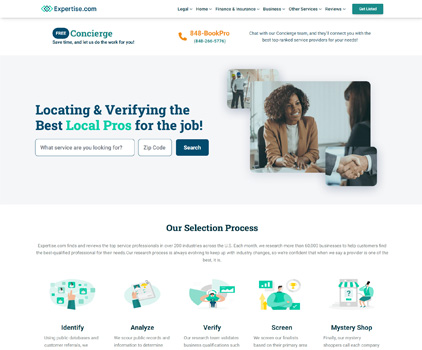 Expertise.com
Legal Home Finance & Insurance Business Other Services Reviews Get Listed
FREE Concierge
Save time, and let us do the work for you!
848-BookPro
(848-266-5776)
Chat with our Concierge team, and they'll connect you with the
best top ranked service providers for your needs!
Locating & Verifying the
Best Local Pros for the job!
What service are you looking for? Zip Code Search
Our Selection Process
Expertise.com finds and reviews the top service professionals in over 200 industries across the U.S. Each month, we research more than 60,000 businesses to help customers find
the best qualified professional for their needs. Our research process is always evolving to keep up with industry changes, so we're confident that when we say a provider is one of the
best, it is.
Identify Analyze Verify Screen Mystery Shop
Using public databases and
customer referrals, we
We scour public records and
information to determine
Our research team validates
business qualifications such
We screen our finalists
based on their primary area
Finally, our mystery
shoppers call each company